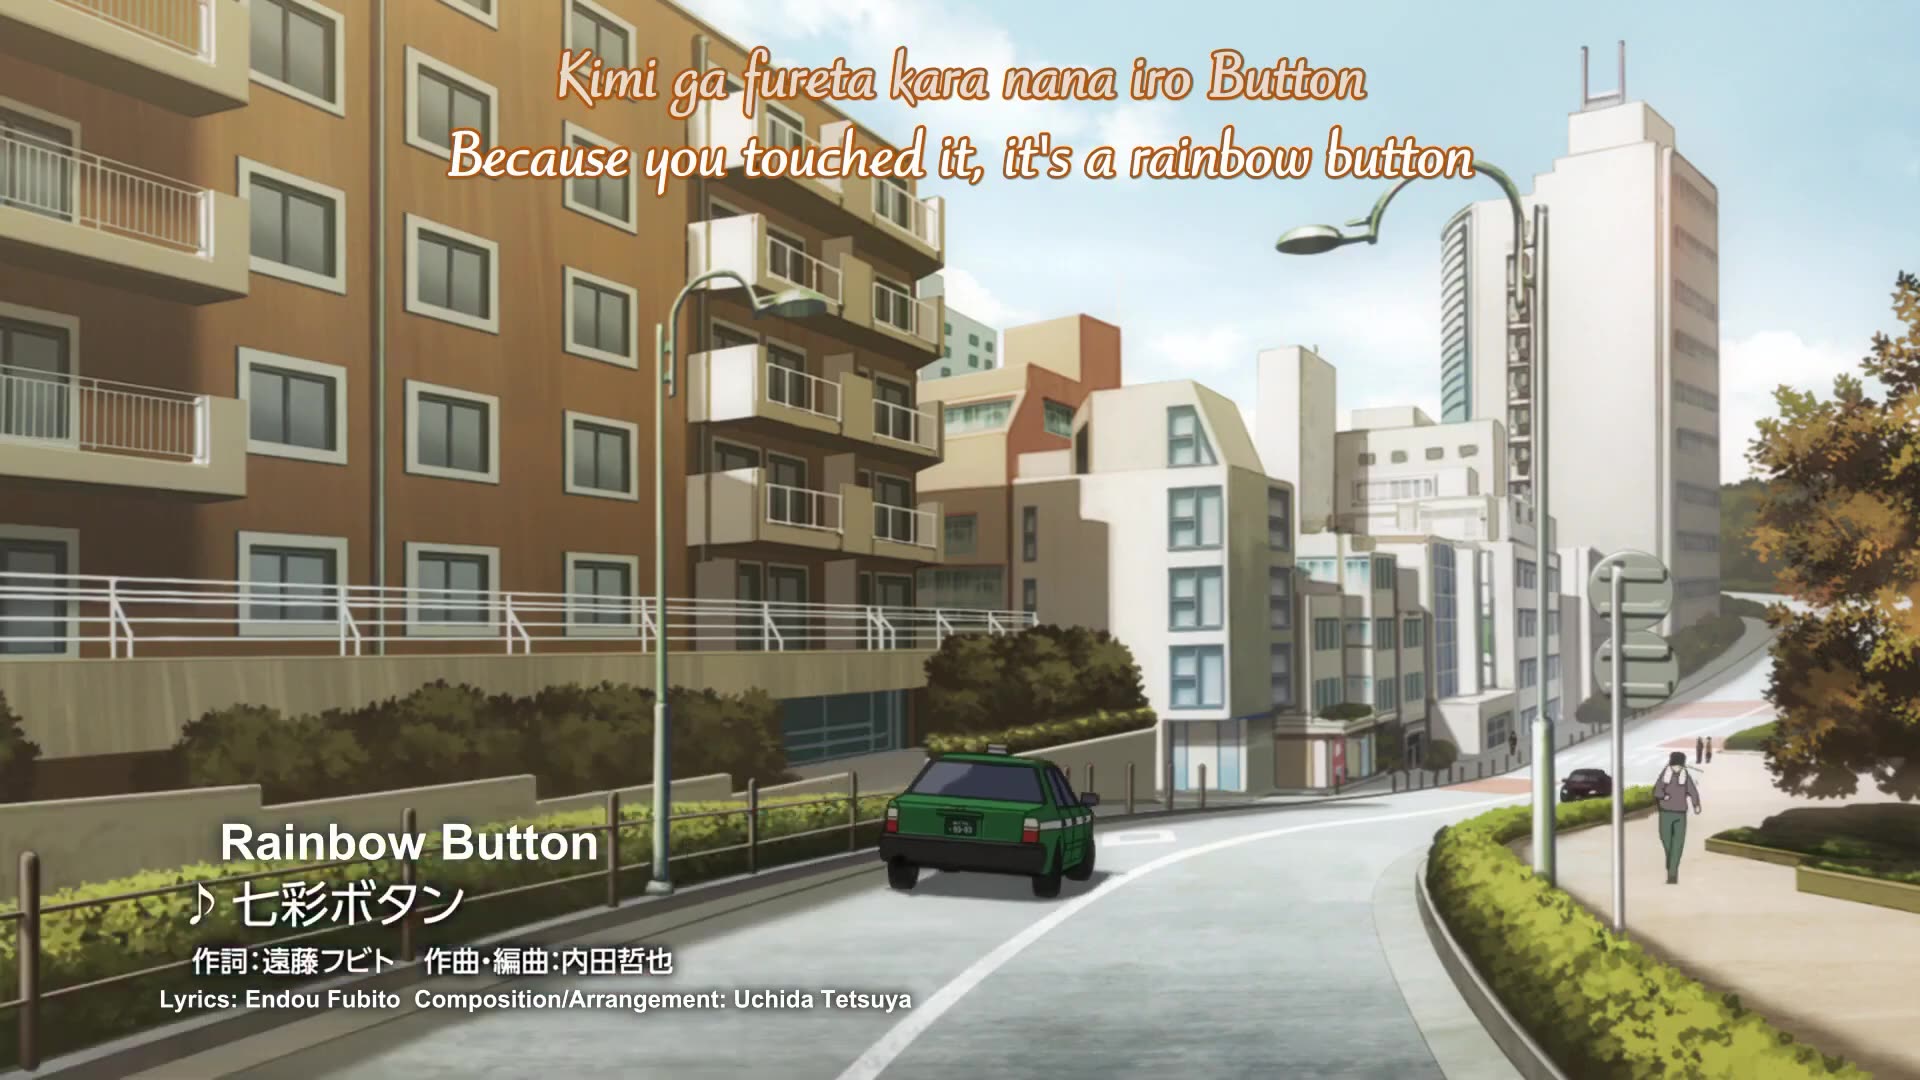 Kimi ga fureta kara nana iro Button
Because you touched it, it's a rainbow button
Rainbow Button
♪ 七彩ボタン
作詞:遠藤フビト 作曲・編曲:内田哲也
Lyrics: Endou Fubito Composition/Arrangement: Uchida Tetsuya